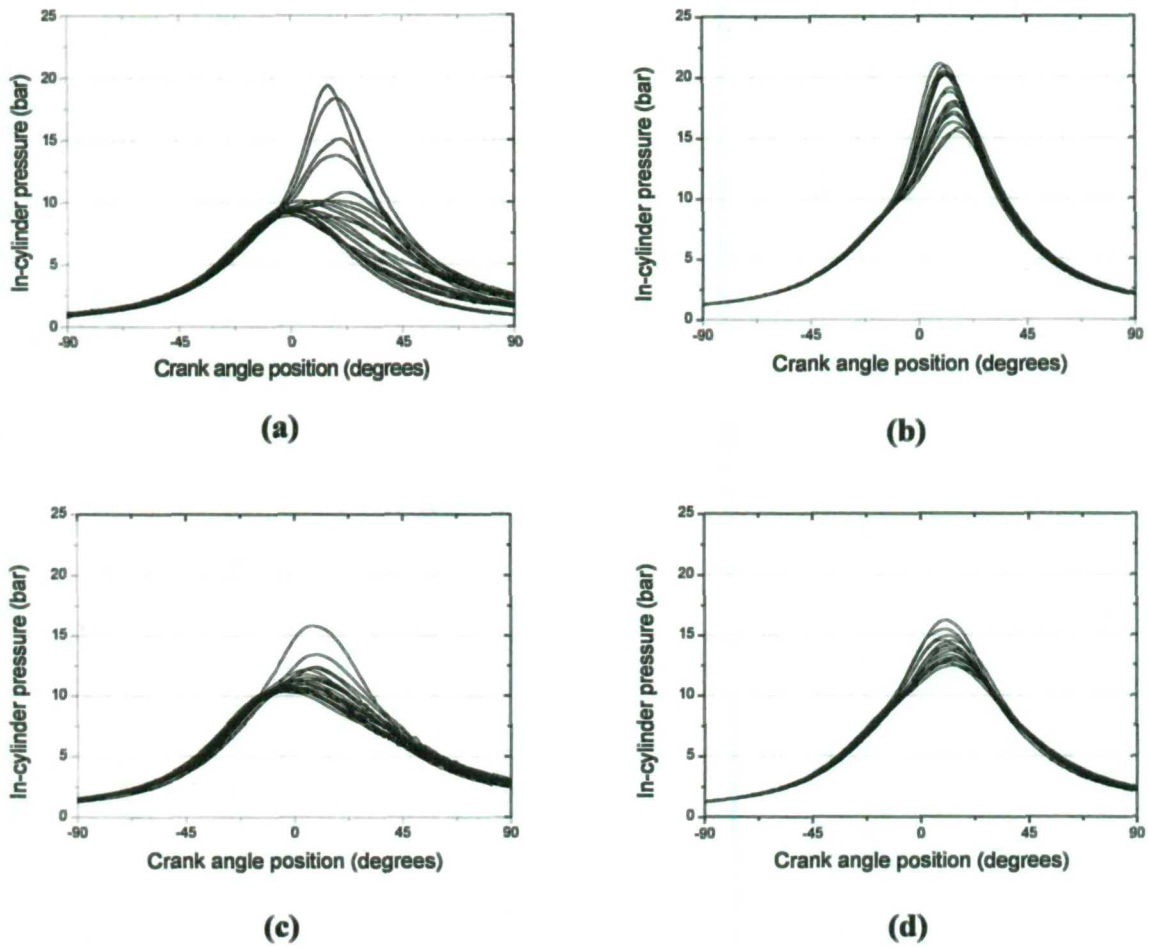 25
20
15
10
5
0
In-cylinder pressure (bar)
-90 -45 0 45 90
Crank angle position (degrees)
(a)
25
20
15
10
5
0
In-cylinder pressure (bar)
-90 -45 0 45 90
Crank angle position (degrees)
(b)
25
20
15
10
5
0
In-cylinder pressure (bar)
-90 -45 0 45 90
Crank angle position (degrees)
(c)
25
20
15
10
5
0
In-cylinder pressure (bar)
-90 -45 0 45 90
Crank angle position (degrees)
(d)